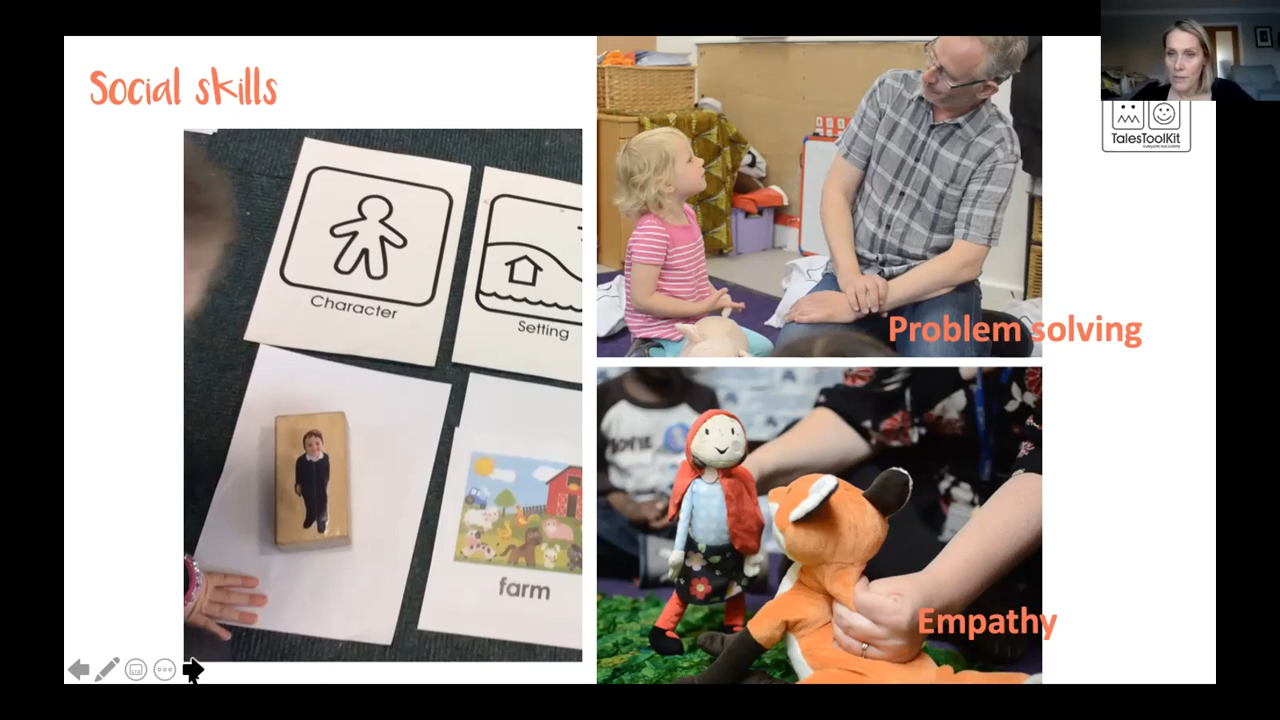 Social skills
Character
Setting
farm
Problem solving
Empathy
TalesToolKit